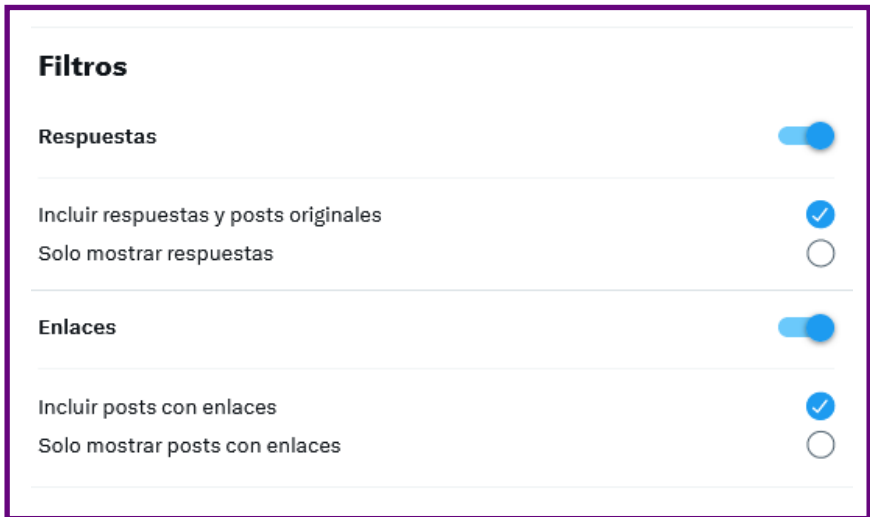 Filtros
Respuestas
Incluir respuestas y posts originales
Solo mostrar respuestas
Enlaces
Incluir posts con enlaces
Solo mostrar posts con enlaces